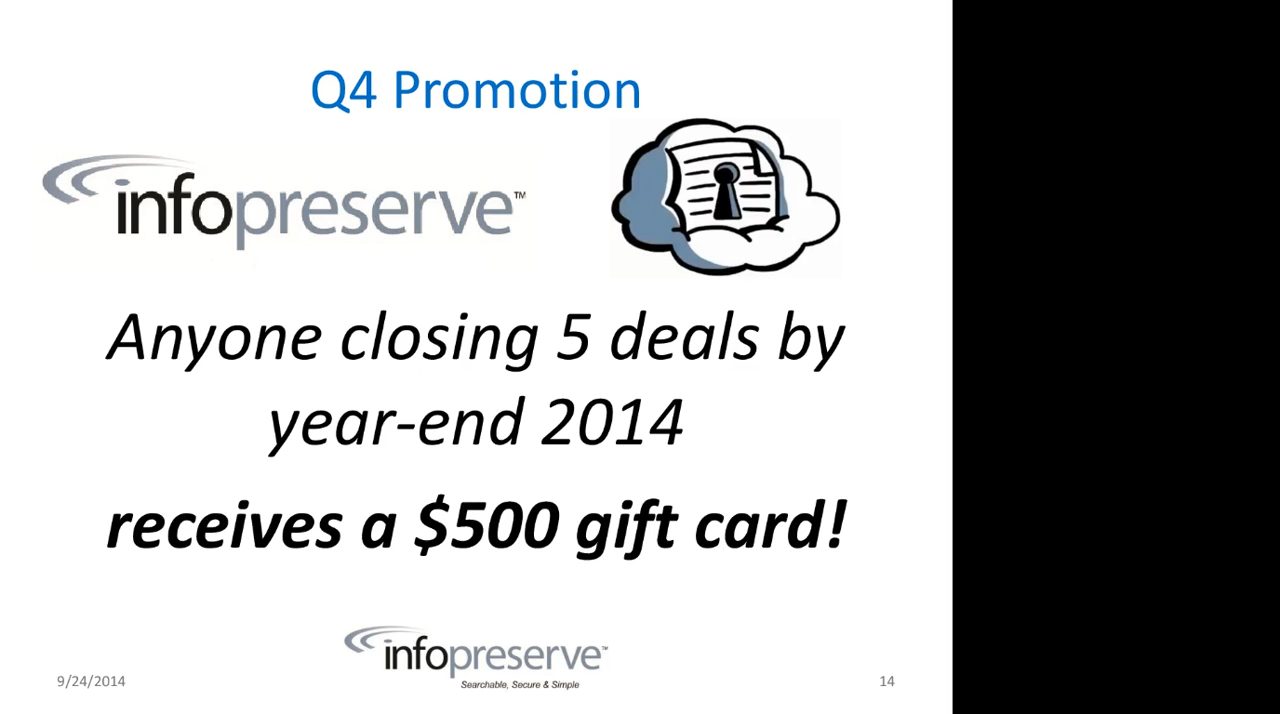 Q4 Promotion
infopreserve™
Anyone closing 5 deals by
year-end 2014
receives a $500 gift card!
infopreserve™
Searchable, Secure & Simple
9/24/2014
14